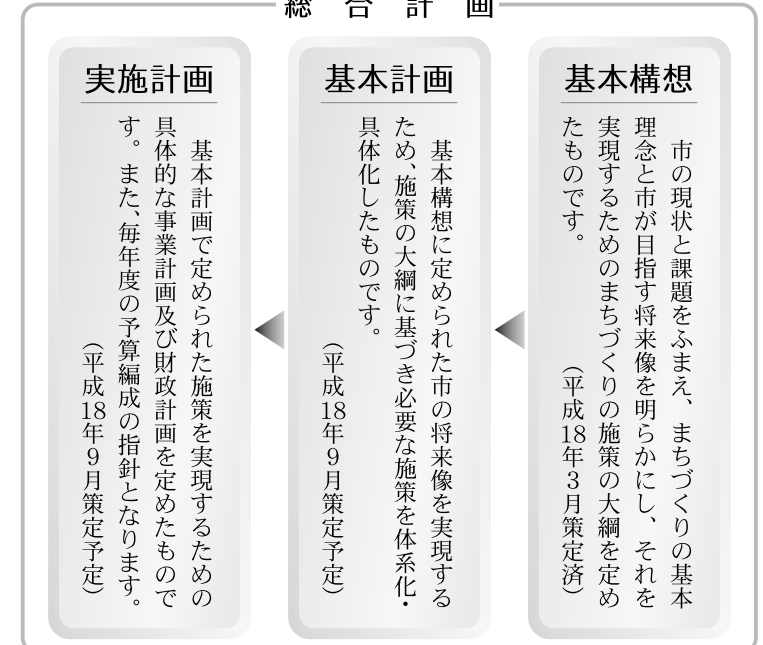 総合計画
基本構想
市の現状と課題をふまえ、まちづくりの基本
理念と市が目指す将来像を明らかにし、それを
実現するためのまちづくりの施策の大綱を定め
たものです。
（平成18年３月策定済）
基本計画
基本構想に定められた市の将来像を実現する
ため、施策の大綱に基づき必要な施策を体系化・
具体化したものです。
（平成18年９月策定予定）
実施計画
基本計画で定められた施策を実現するための
具体的な事業計画及び財政計画を定めたもので
す。また、毎年度の予算編成の指針となります。
（平成18年９月策定予定）